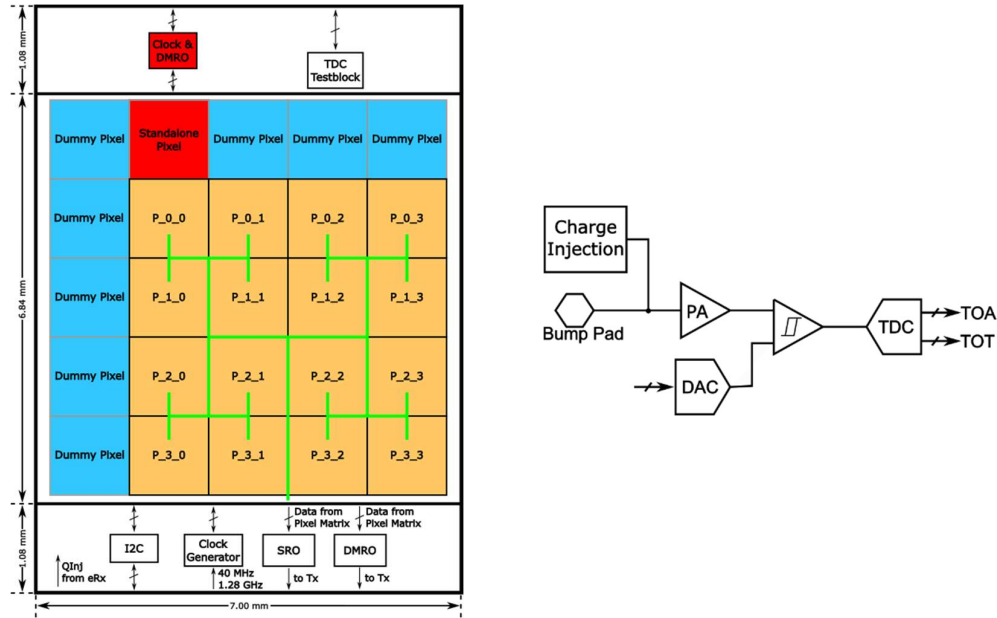 1.08 mm
Clock &
DMRO
TDC
Testblock
6.84 mm
Dummy Pixel
Standalone
Pixel
Dummy Pixel
Dummy Pixel
Dummy Pixel
Dummy Pixel
P_0_0
P_0_1
P_0_2
P_0_3
Dummy Pixel
P_1_0
P_1_1
P_1_2
P_1_3
Dummy Pixel
P_2_0
P_2_1
P_2_2
P_2_3
Dummy Pixel
P_3_0
P_3_1
P_3_2
P_3_3
1.08 mm
QInj
from eRx
I2C
Clock
Generator
40 MHz
1.28 GHz
Data from
Pixel Matrix
SRO
to Tx
Data from
Pixel Matrix
DMRO
to Tx
7.00 mm
Charge
Injection
Bump Pad
PA
DAC
TDC
TOA
TOT